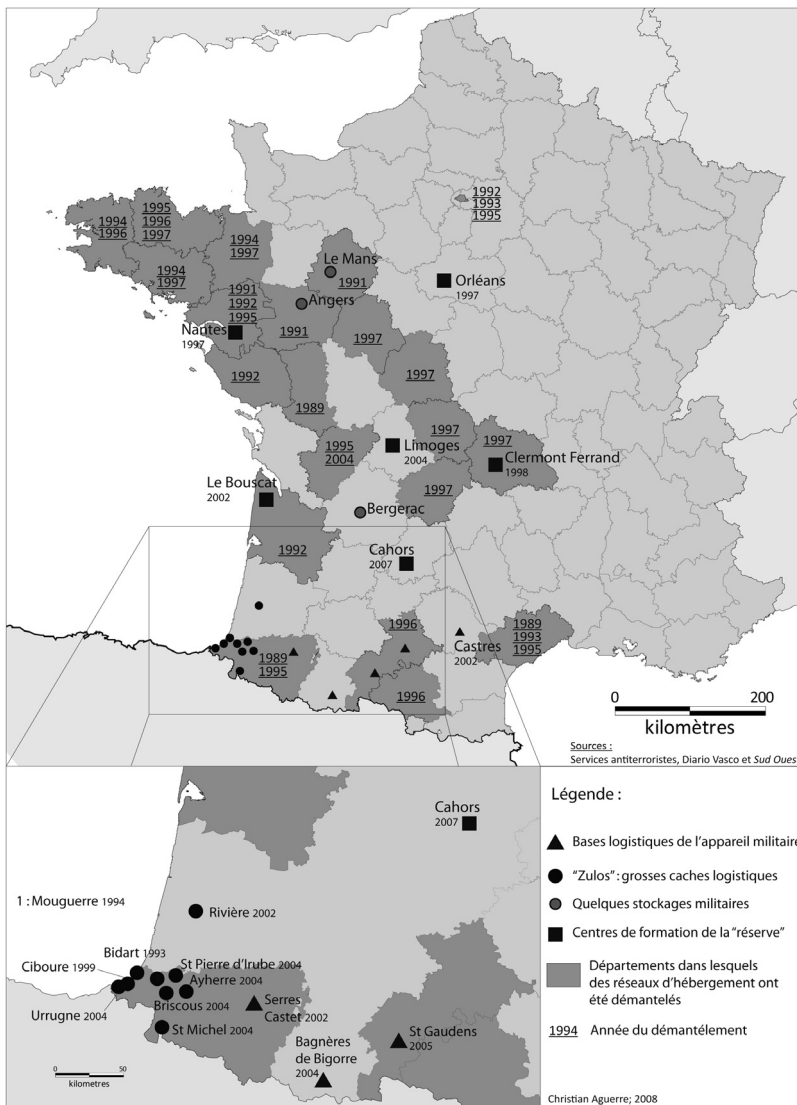 1992
1993
1995
1995
1996
1997
1994
1996
1994
1997
1994
1997
Le Mans
1991
Orléans
1997
1991
1992
1995
Angers
1991
Nantes
1997
1997
1992
1997
1989
1997
1997
1995
2004
Limoges
2004
Clermont Ferrand
1998
Le Bouscat
2002
1997
Bergerac
1992
Cahors
2007
1996
1989
1993
1995
Castres
2002
1989
1995
1996
0 200
kilomètres
Sources :
Services antiterroristes, Diario Vasco et Sud Oues
Cahors
2007
1 : Mouguerre 1994
Rivière 2002
Bidart 1993
St Pierre d'Irube 2004
Ciboure 1999
Ayherre 2004
Urrugne 2004
Briscous 2004
Serres
Castet 2002
St Michel 2004
St Gaudens
2005
Bagnères
de Bigorre
2004
0 50
kilometres
Légende :
Bases logistiques de l'appareil militaire
"Zulos" : grosses caches logistiques
Quelques stockages militaires
Centres de formation de la "réserve"
Départements dans lesquels
des réseaux d'hébergement ont
été démantelés
1994 Année du démantélement
Christian Aguerre; 2008